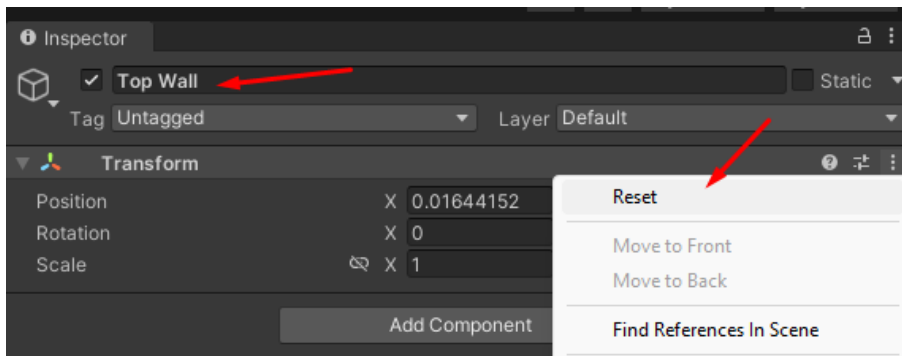 Inspector
Top Wall Static
Tag Untagged Layer Default
Transform
Position X 0.01644152 Reset
Rotation X 0 Move to Front
Scale X 1 Move to Back
Add Component Find References In Scene